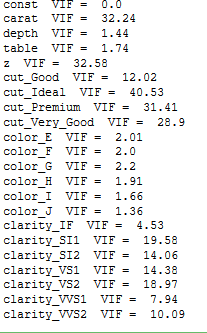 const VIF = 0.0
carat VIF = 32.24
depth VIF = 1.44
table VIF = 1.74
z VIF = 32.58
cut_Good VIF = 12.02
cut_Ideal VIF = 40.53
cut_Premium VIF = 31.41
cut_Very_Good VIF = 28.9
color_E VIF = 2.01
color_F VIF = 2.0
color_G VIF = 2.2
color_H VIF = 1.91
color_I VIF = 1.66
color_J VIF = 1.36
clarity_IF VIF = 4.53
clarity_SI1 VIF = 19.58
clarity_SI2 VIF = 14.06
clarity_VS1 VIF = 14.38
clarity_VS2 VIF = 18.97
clarity_VVS1 VIF = 7.94
clarity_VVS2 VIF = 10.09